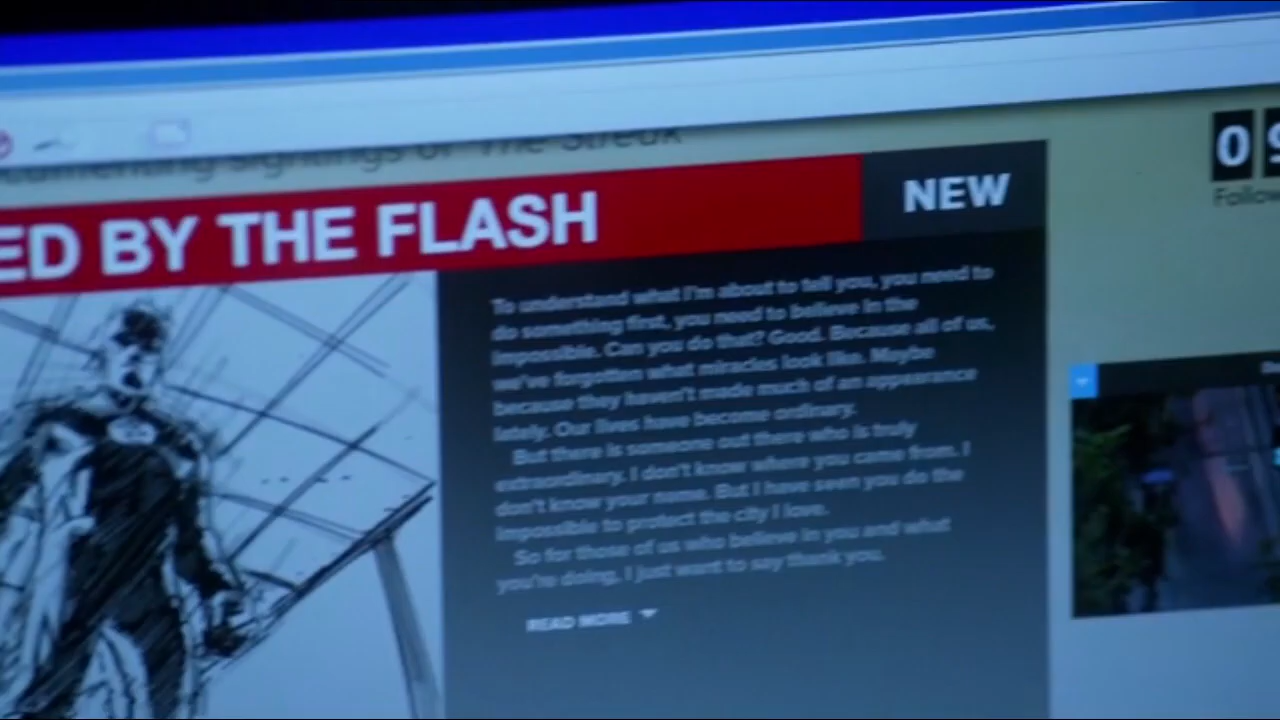 sightings of "The Streak"
ED BY THE FLASH
NEW
0
Follow
To understand what I'm about to tell you, you need to
do something first, you need to believe in the
impossible. Can you do that? Good. Because all of us,
we've forgotten what miracles look like. Maybe
because they haven't made much of an appearance
lately. Our lives have become ordinary.
But there is someone out there who is truly
extraordinary. I don't know where you came from. I
don't know your name. But I have seen you do the
impossible to protect the city I love.
So for those of us who believe in you and what
you're doing, I just want to say thank you.
READ MORE